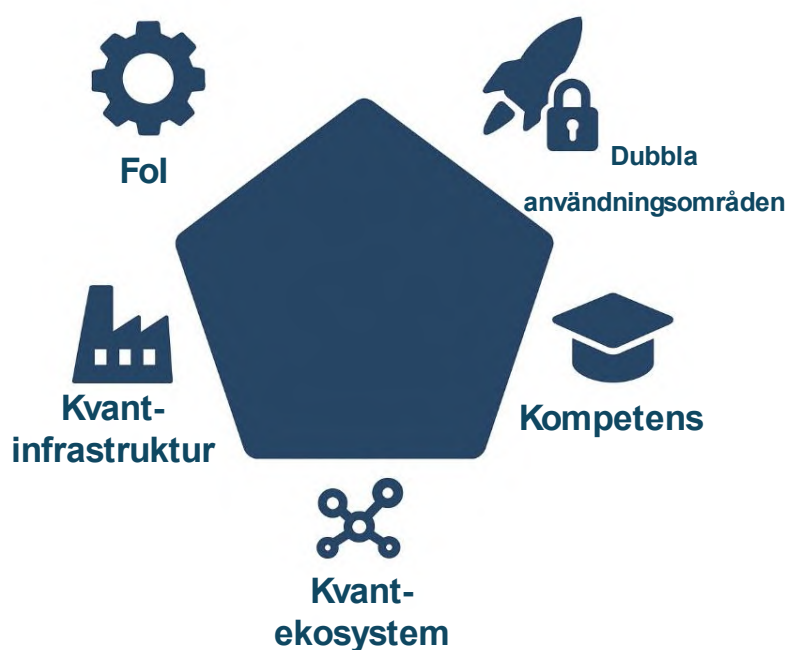 FoI
Dubbla
användningsområden
Kvant-
infrastruktur
Kompetens
Kvant-
ekosystem